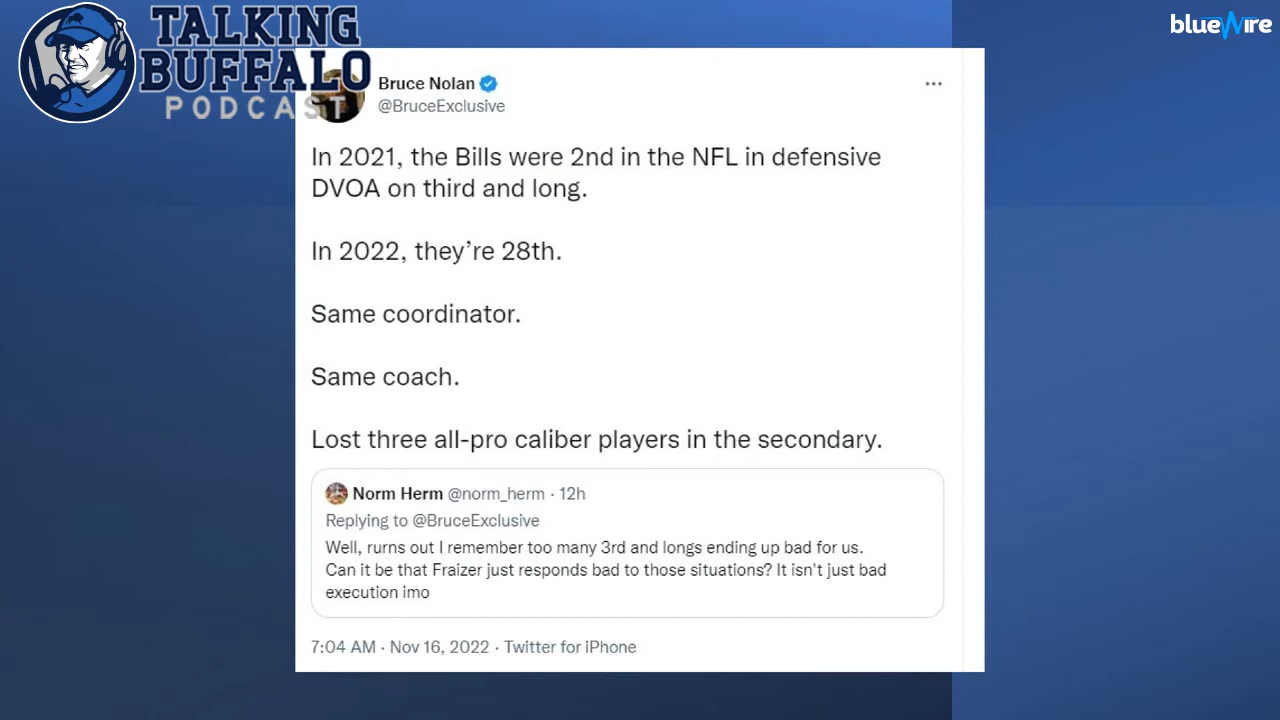 TALKING
BUFFALO
PODCAST
blueWire
Bruce Nolan
@BruceExclusive
In 2021, the Bills were 2nd in the NFL in defensive
DVOA on third and long.
In 2022, they’re 28th.
Same coordinator.
Same coach.
Lost three all-pro caliber players in the secondary.
Norm Herm @norm_herm · 12h
Replying to @BruceExclusive
Well, rurns out I remember too many 3rd and longs ending up bad for us.
Can it be that Fraizer just responds bad to those situations? It isn't just bad
execution imo
7:04 AM · Nov 16, 2022 · Twitter for iPhone